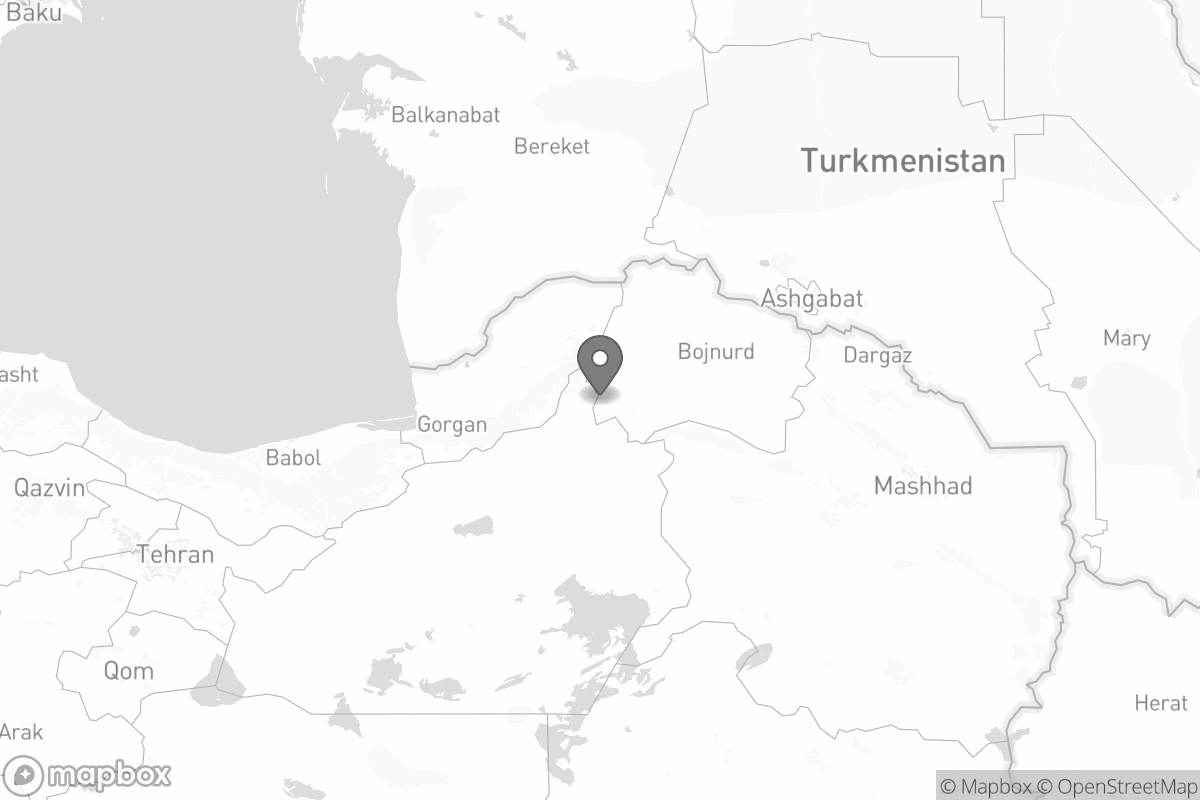 Baku
Balkanabat
Bereket
Turkmenistan
Ashgabat
Bojnurd
Mary
Dargaz
asht
Gorgan
Babol
Qazvin
Mashhad
Tehran
Qom
Herat
Arak
mapbox
© Mapbox © OpenStreetMap